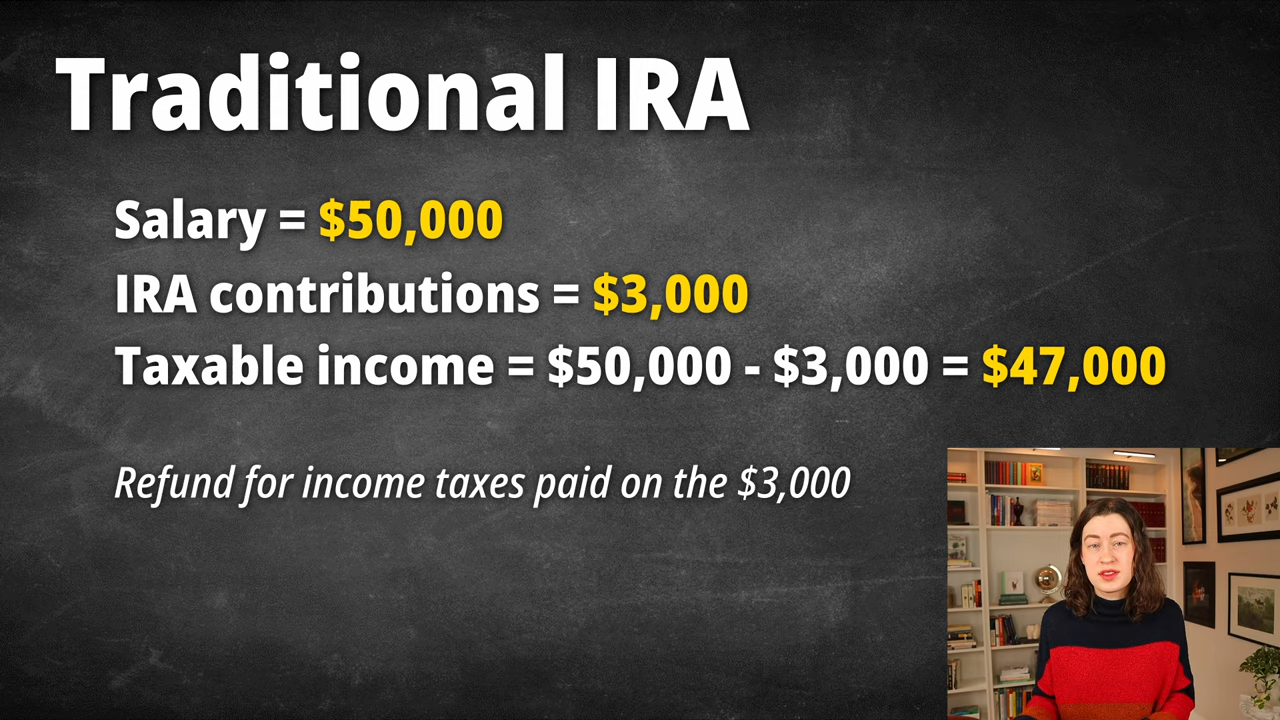 Traditional IRA
Salary = $50,000
IRA contributions = $3,000
Taxable income = $50,000 - $3,000 = $47,000
Refund for income taxes paid on the $3,000